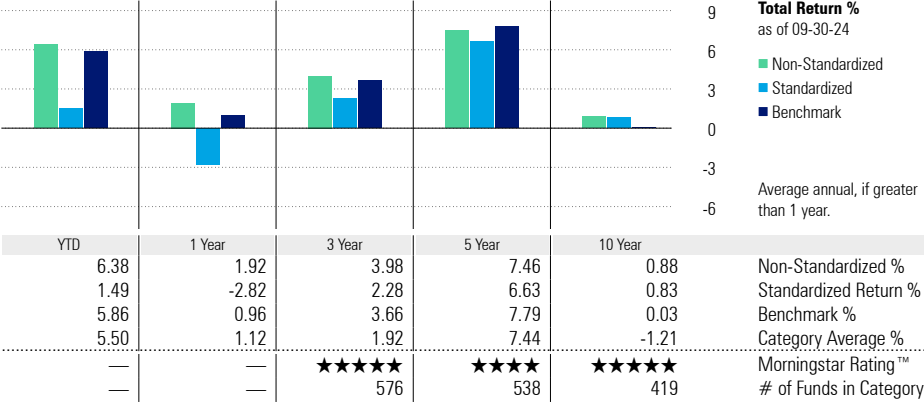 Total Return %
as of 09-30-24
Non-Standardized
Standardized
Benchmark
Average annual, if greater
than 1 year.
9
6
3
0
-3
-6
YTD 1 Year 3 Year 5 Year 10 Year
6.38 1.92 3.98 7.46 0.88 Non-Standardized %
1.49 -2.82 2.28 6.63 0.83 Standardized Return %
5.86 0.96 3.66 7.79 0.03 Benchmark %
5.50 1.12 1.92 7.44 -1.21 Category Average %
— — ★★★★★ ★★★★ ★★★★★ Morningstar Rating™
— — 576 538 419 # of Funds in Category